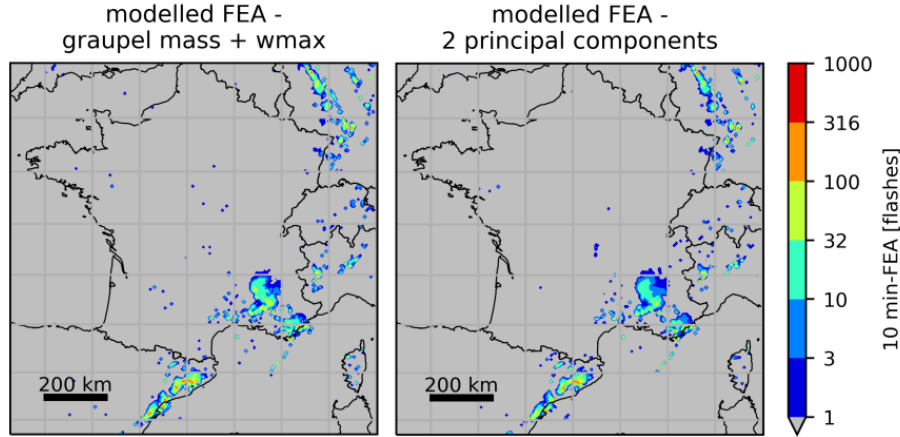 modelled FEA -
graupel mass + wmax
modelled FEA -
2 principal components
200 km
200 km
1000
316
100
32
10
3
1
10 min-FEA [flashes]